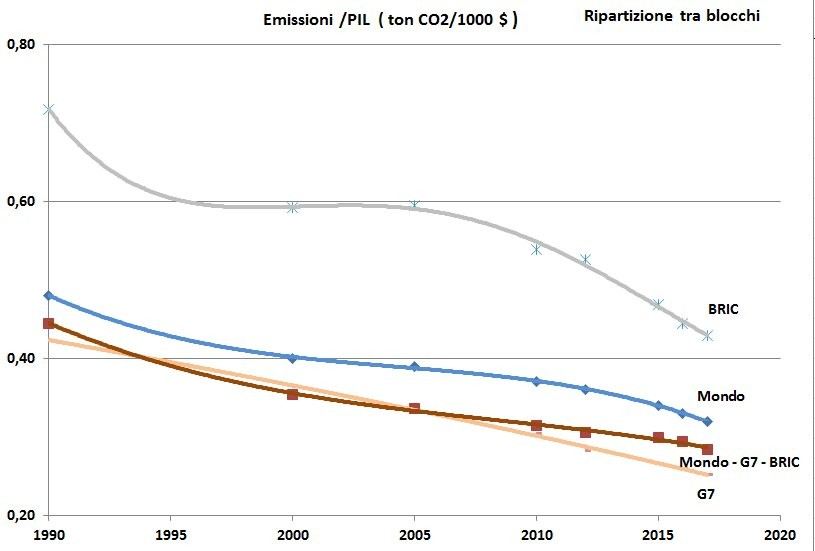 Emissioni /PIL ( ton CO2/1000 $ )
Ripartizione tra blocchi
0,80
0,60
0,40
0,20
BRIC
Mondo
Mondo - G7 - BRIC
G7
1990 1995 2000 2005 2010 2015 2020